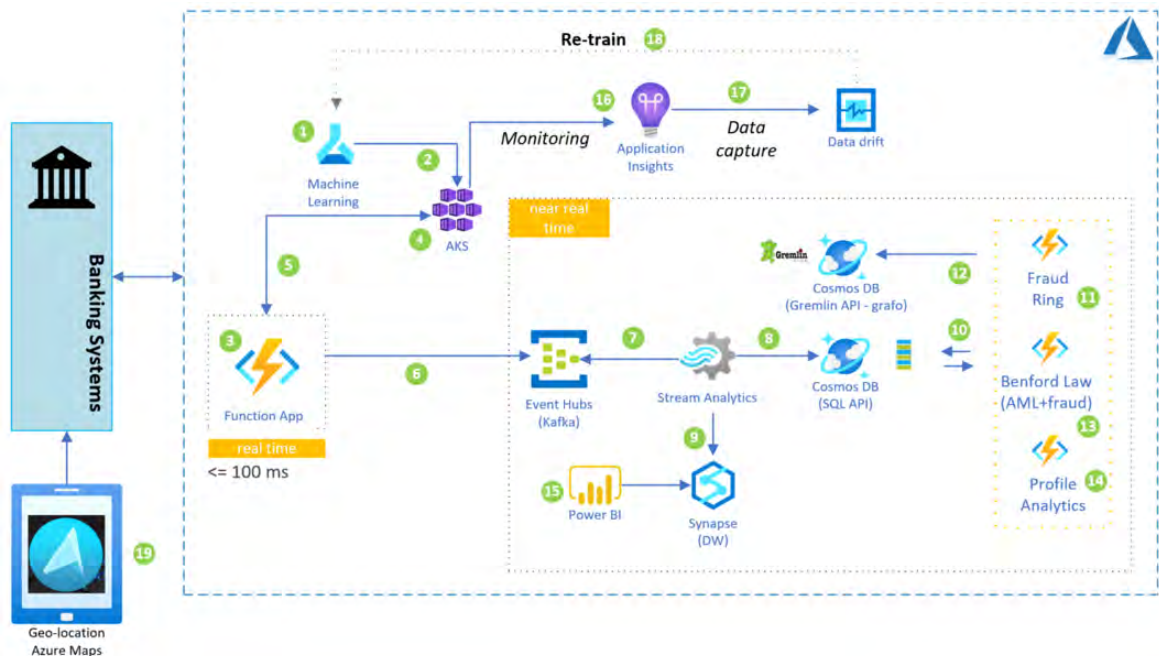 Re-train 18
16
17
1
2
Monitoring
Application
Insights
Data
capture
Data drift
Machine
Learning
4
AKS
near real
time
Banking Systems
5
Gremlin
Cosmos DB
(Gremlin API - grafo)
12
Fraud
Ring
11
3
Function App
6
7
8
10
Event Hubs
(Kafka)
Stream Analytics
Cosmos DB
(SQL API)
Benford Law
(AML+fraud)
real time
<= 100 ms
9
13
15
Power BI
Synapse
(DW)
Profile
Analytics
14
19
Geo-location
Azure Maps